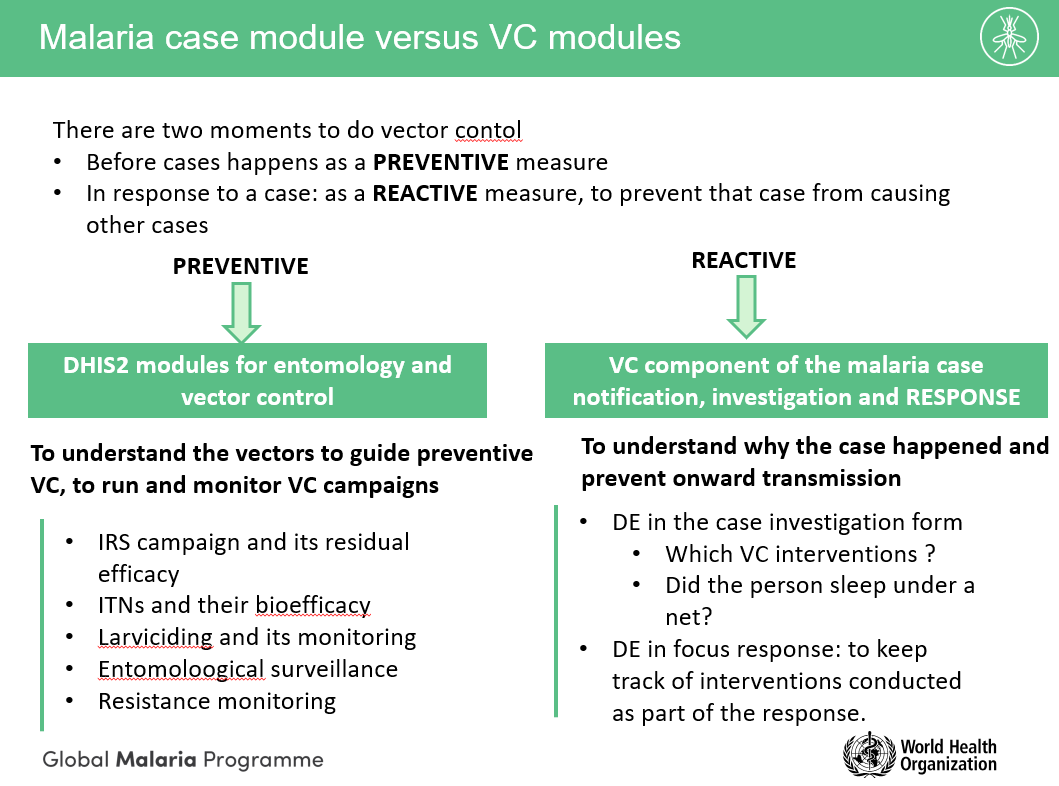 Malaria case module versus VC modules
There are two moments to do vector contol
• Before cases happens as a PREVENTIVE measure
• In response to a case: as a REACTIVE measure, to prevent that case from causing
other cases
PREVENTIVE
DHIS2 modules for entomology and
vector control
To understand the vectors to guide preventive
VC, to run and monitor VC campaigns
• IRS campaign and its residual
efficacy
• ITNs and their bioefficacy
• Larviciding and its monitoring
• Entomoloogical surveillance
• Resistance monitoring
REACTIVE
VC component of the malaria case
notification, investigation and RESPONSE
To understand why the case happened and
prevent onward transmission
• DE in the case investigation form
• Which VC interventions ?
• Did the person sleep under a
net?
• DE in focus response: to keep
track of interventions conducted
as part of the response.
Global Malaria Programme
World Health
Organization